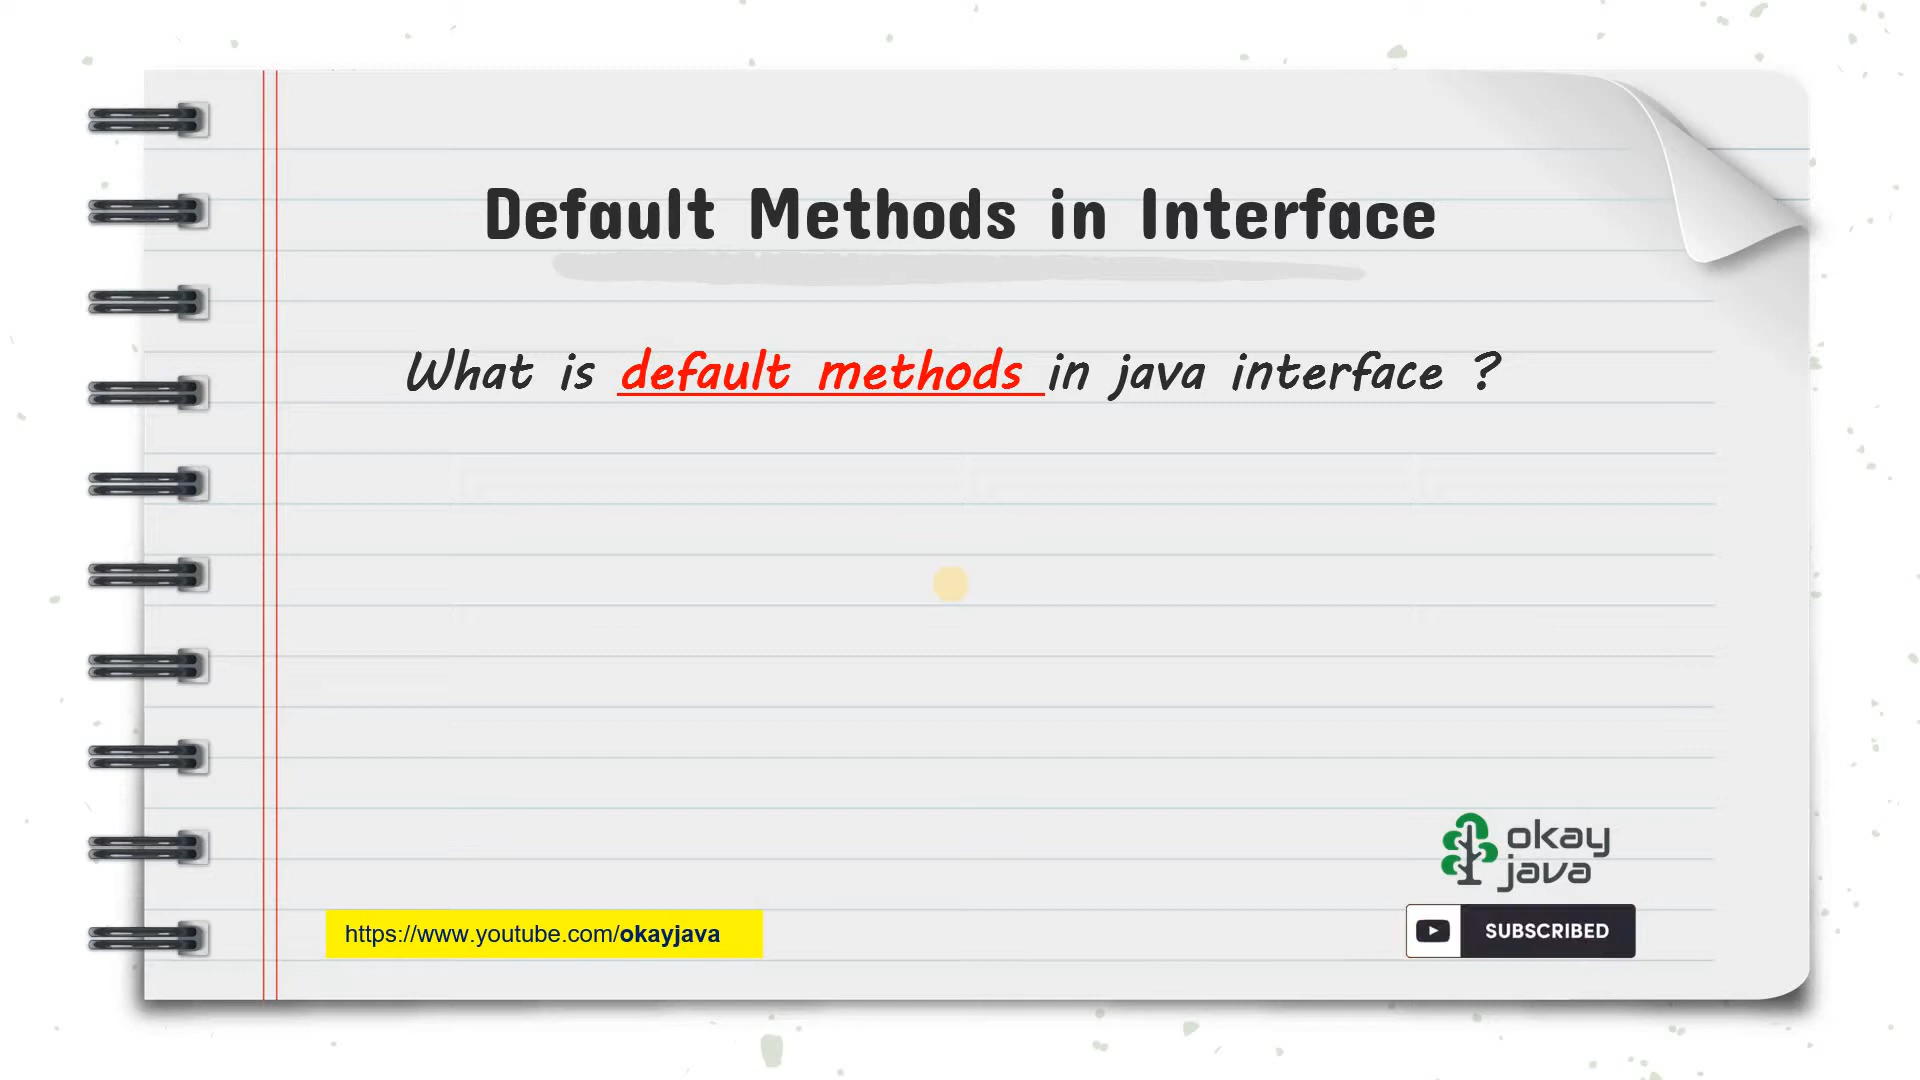 Default Methods in Interface
What is default methods in java interface ?
okay
java
https://www.youtube.com/okayjava
SUBSCRIBED